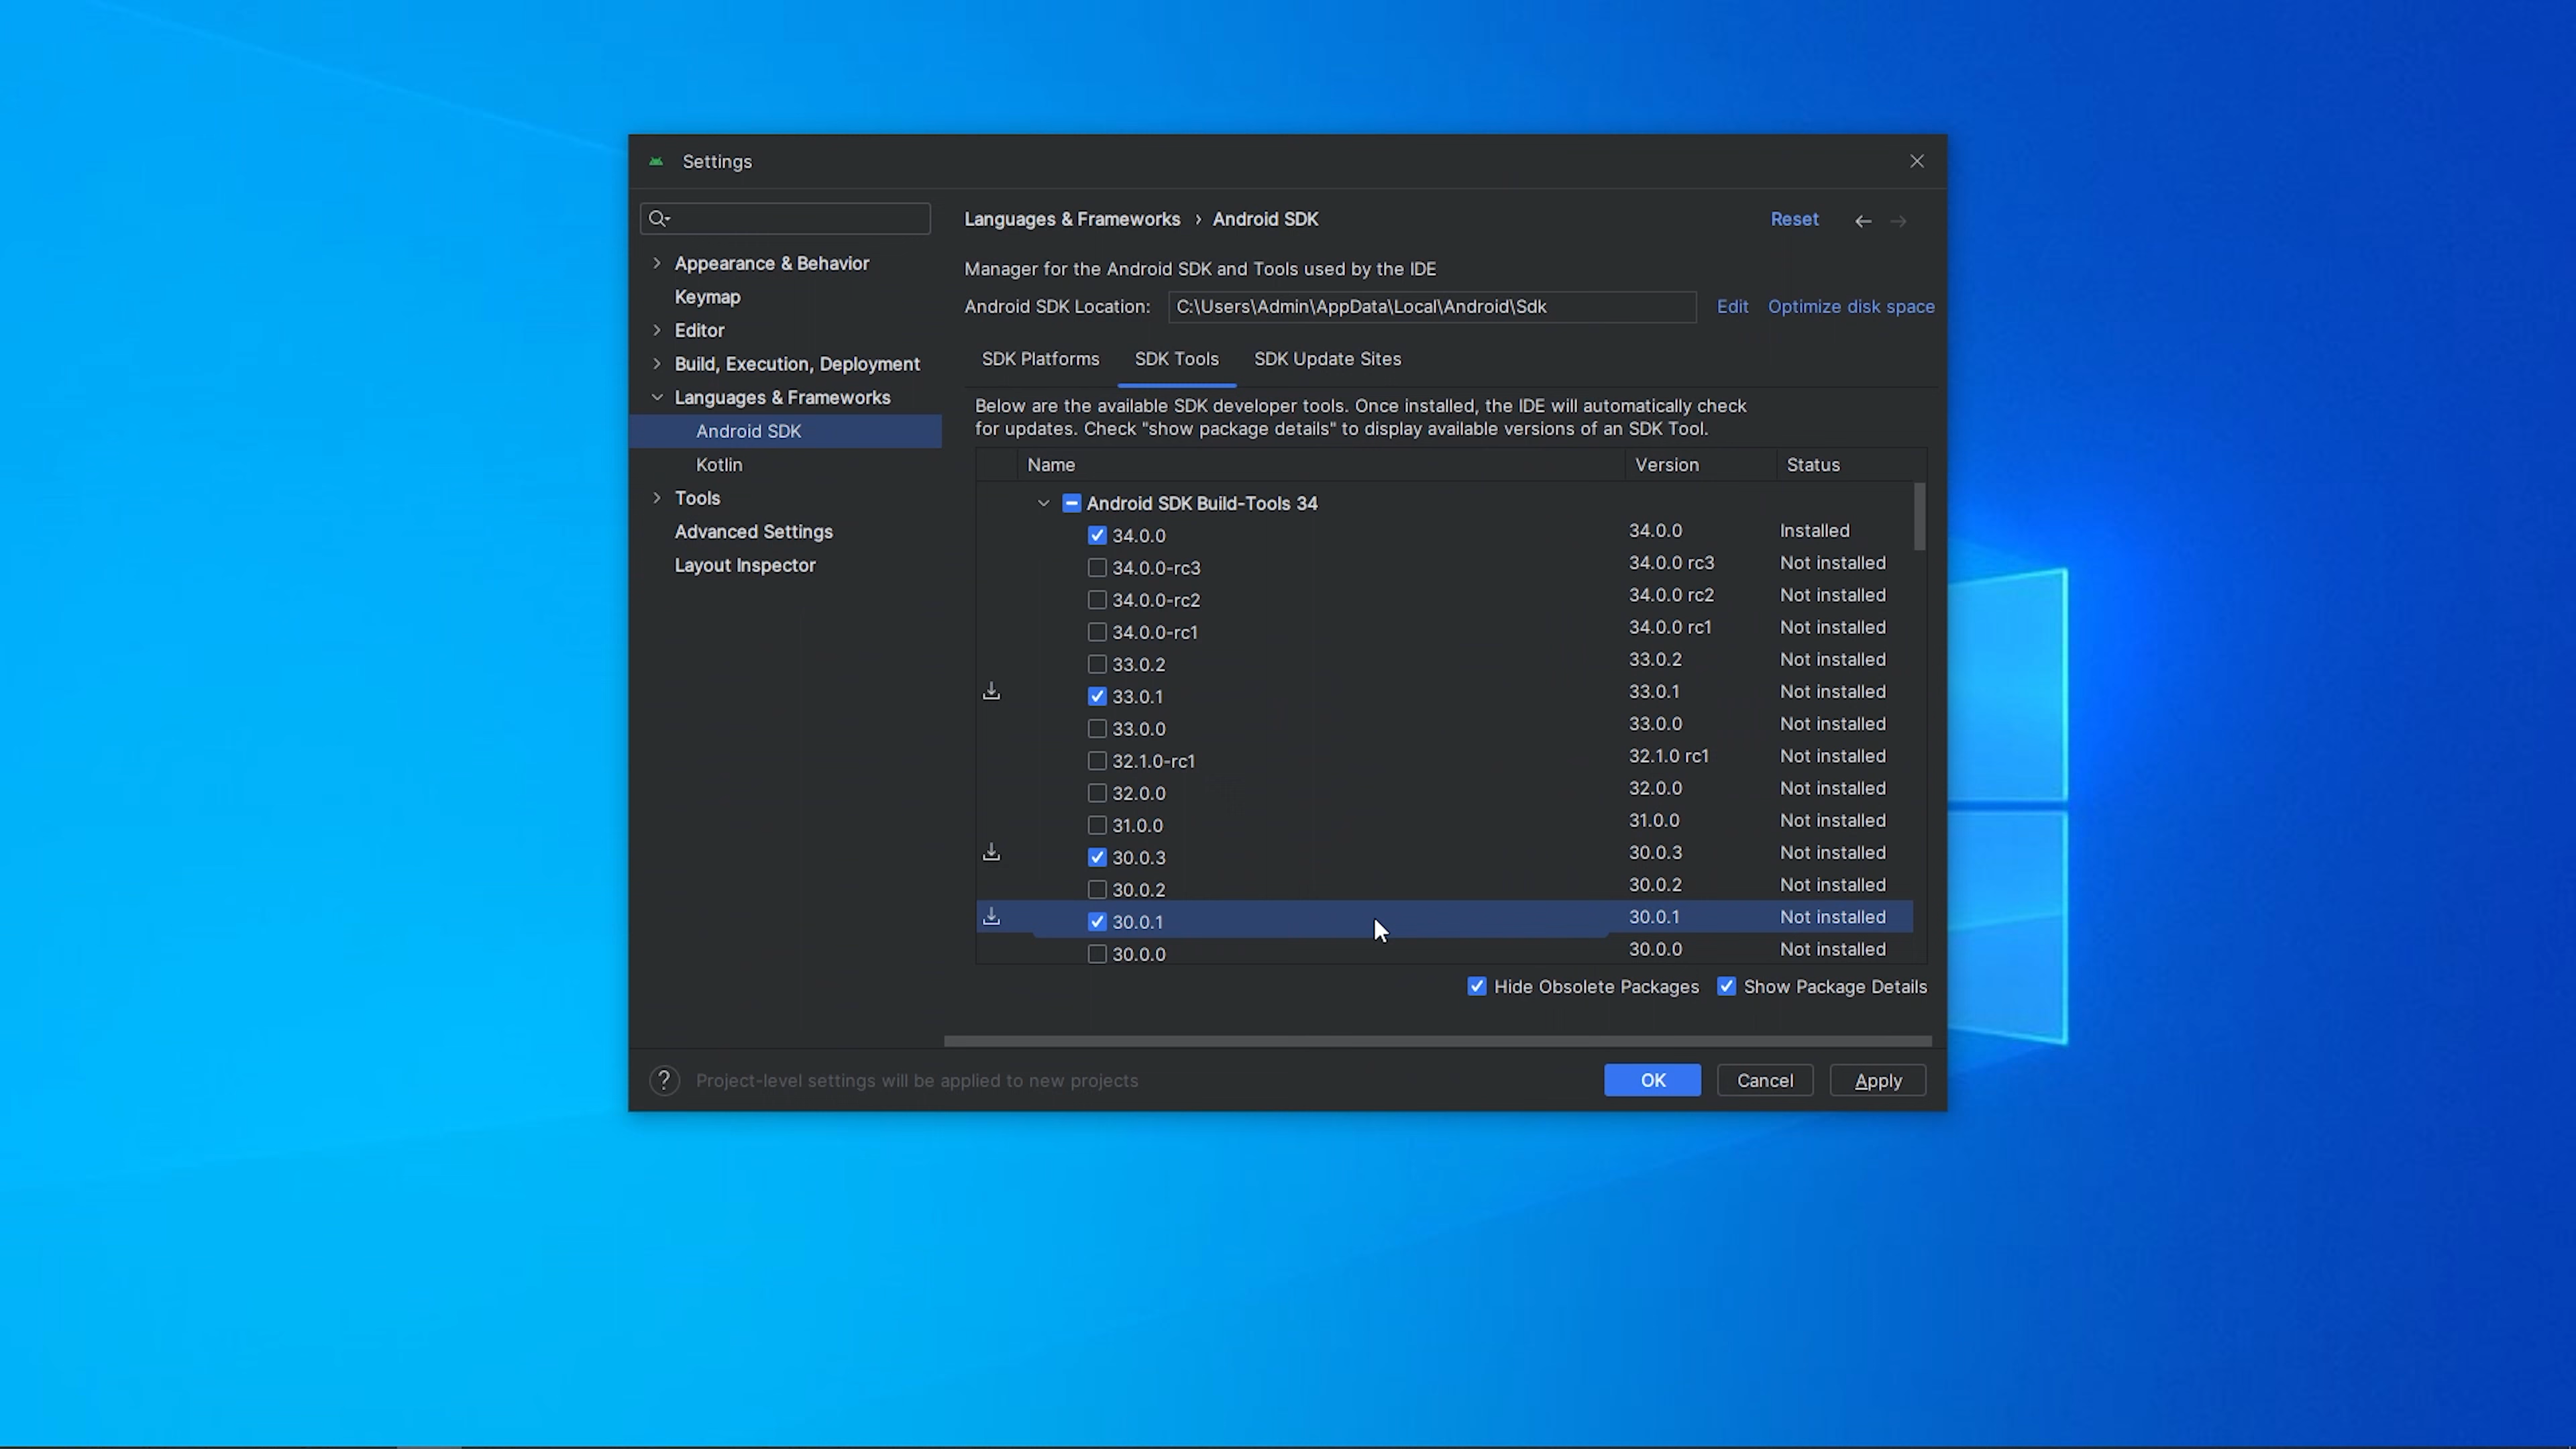 Settings
Languages & Frameworks › Android SDK
Reset
Appearance & Behavior
Keymap
Editor
Build, Execution, Deployment
Languages & Frameworks
Android SDK
Kotlin
Tools
Advanced Settings
Layout Inspector
Manager for the Android SDK and Tools used by the IDE
Android SDK Location: C:\Users\Admin\AppData\Local\Android\Sdk Edit Optimize disk space
SDK Platforms SDK Tools SDK Update Sites
Below are the available SDK developer tools. Once installed, the IDE will automatically check
for updates. Check "show package details" to display available versions of an SDK Tool.
Name Version Status
Android SDK Build-Tools 34
34.0.0 34.0.0 Installed
34.0.0-rc3 34.0.0 rc3 Not installed
34.0.0-rc2 34.0.0 rc2 Not installed
34.0.0-rc1 34.0.0 rc1 Not installed
33.0.2 33.0.2 Not installed
33.0.1 33.0.1 Not installed
33.0.0 33.0.0 Not installed
32.1.0-rc1 32.1.0 rc1 Not installed
32.0.0 32.0.0 Not installed
31.0.0 31.0.0 Not installed
30.0.3 30.0.3 Not installed
30.0.2 30.0.2 Not installed
30.0.1 30.0.1 Not installed
30.0.0 30.0.0 Not installed
Hide Obsolete Packages Show Package Details
? Project-level settings will be applied to new projects
OK Cancel Apply